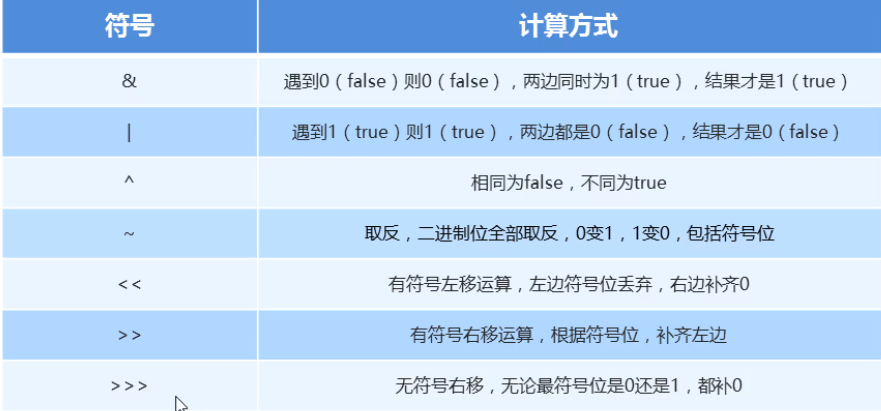 符号 计算方式
& 遇到0（false）则0（false），两边同时为1（true），结果才是1（true）
| 遇到1（true）则1（true），两边都是0（false），结果才是0（false）
^ 相同为false，不同为true
~ 取反，二进制位全部取反，0变1，1变0，包括符号位
<< 有符号左移运算，左边符号位丢弃，右边补齐0
>> 有符号右移运算，根据符号位，补齐左边
>>> 无符号右移，无论最符号位是0还是1，都补0